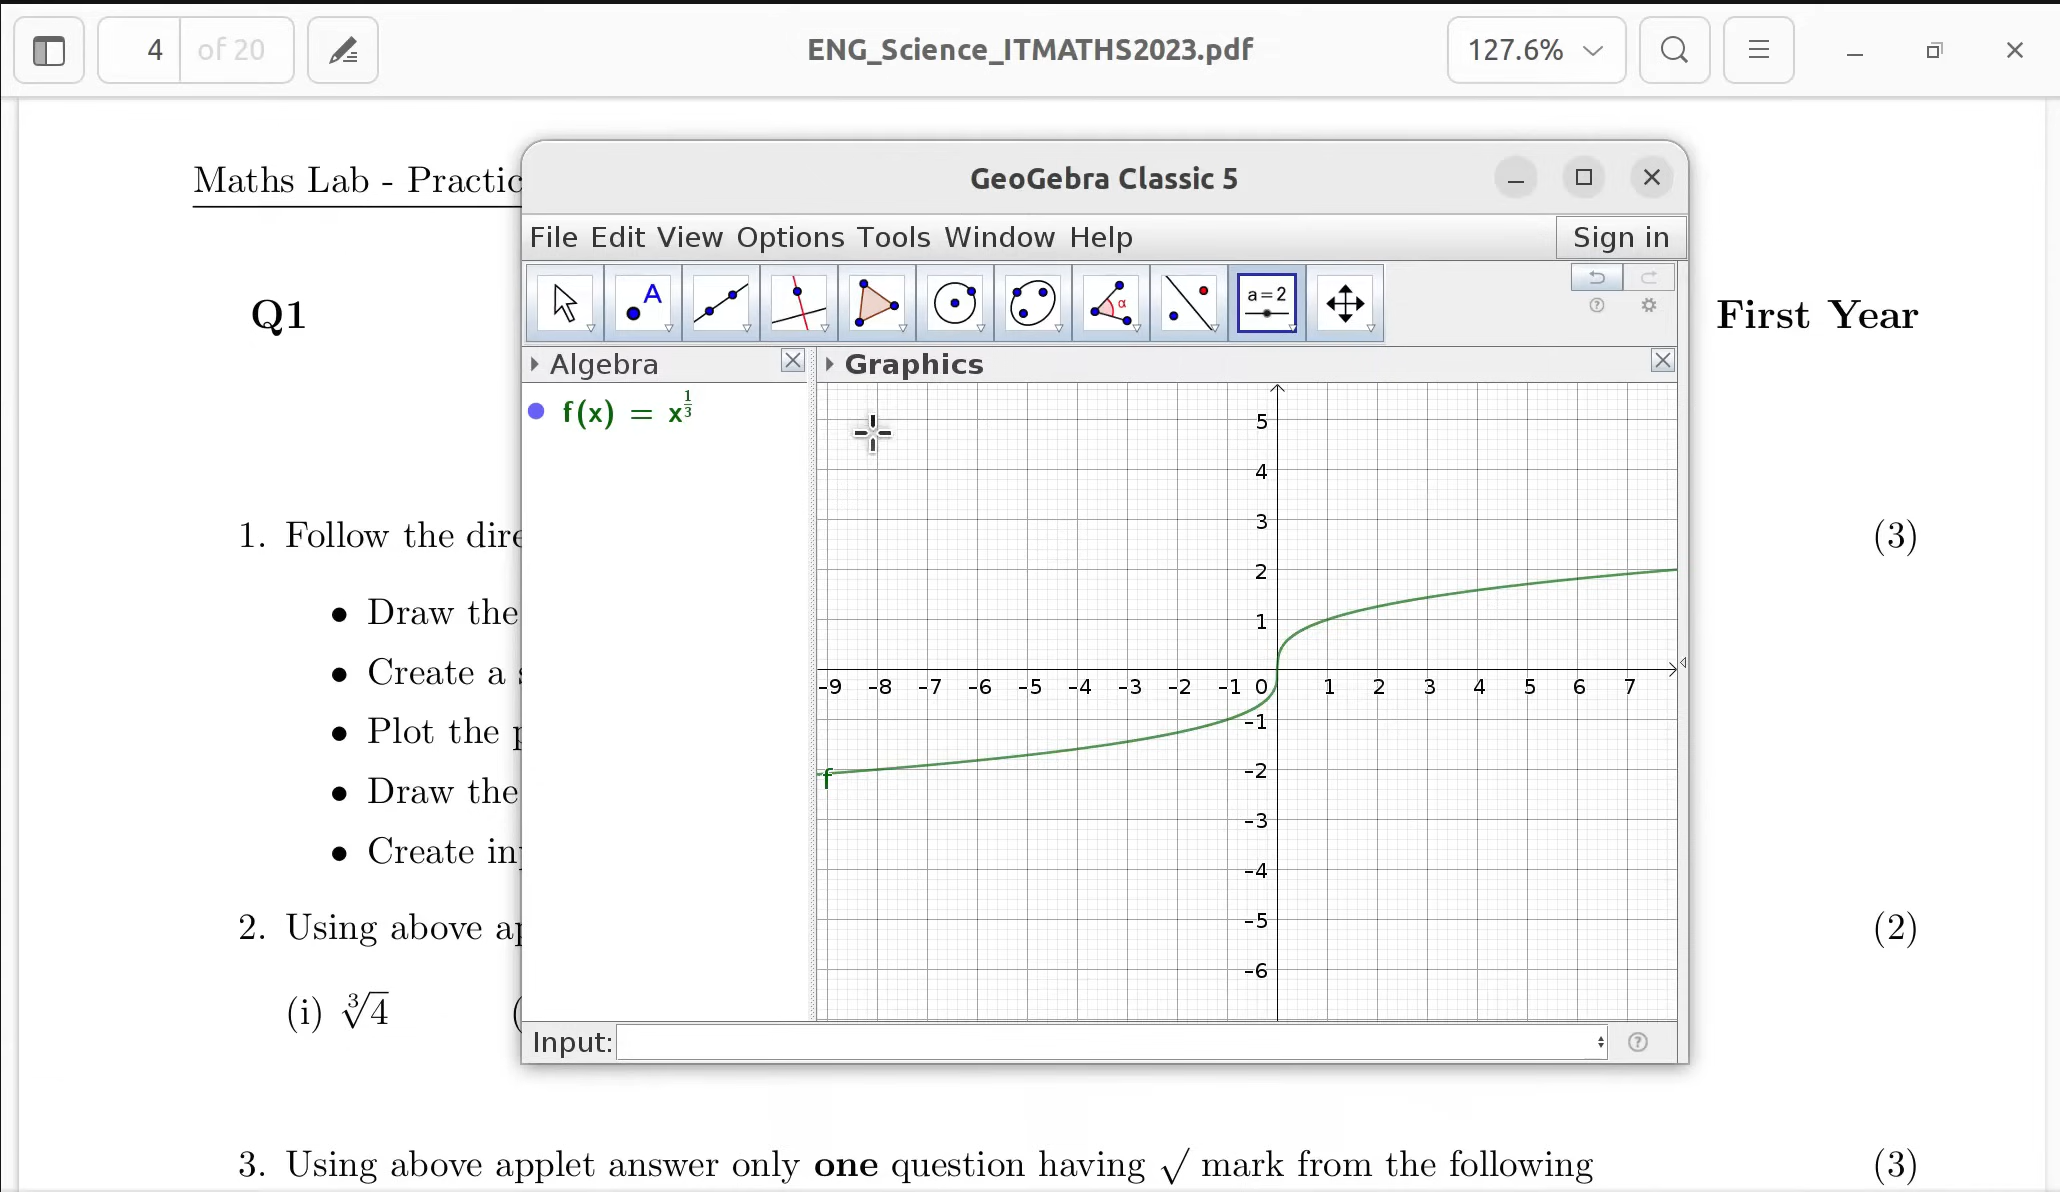 4 of 20
ENG_Science_ITMATHS2023.pdf
127.6%
Maths Lab - Practic
Q1
First Year
GeoGebra Classic 5
File Edit View Options Tools Window Help
Sign in
A
α
a=2
Algebra
Graphics
f(x) = x^{1/3}
5
4
3
2
1
-9 -8 -7 -6 -5 -4 -3 -2 -1 0 1 2 3 4 5 6 7
-1
-2
-3
-4
-5
-6
f
Input:
1. Follow the dire
(3)
• Draw the
• Create a
• Plot the
• Draw the
• Create in
2. Using above a
(2)
(i) ∛4 (
3. Using above applet answer only one question having √ mark from the following
(3)